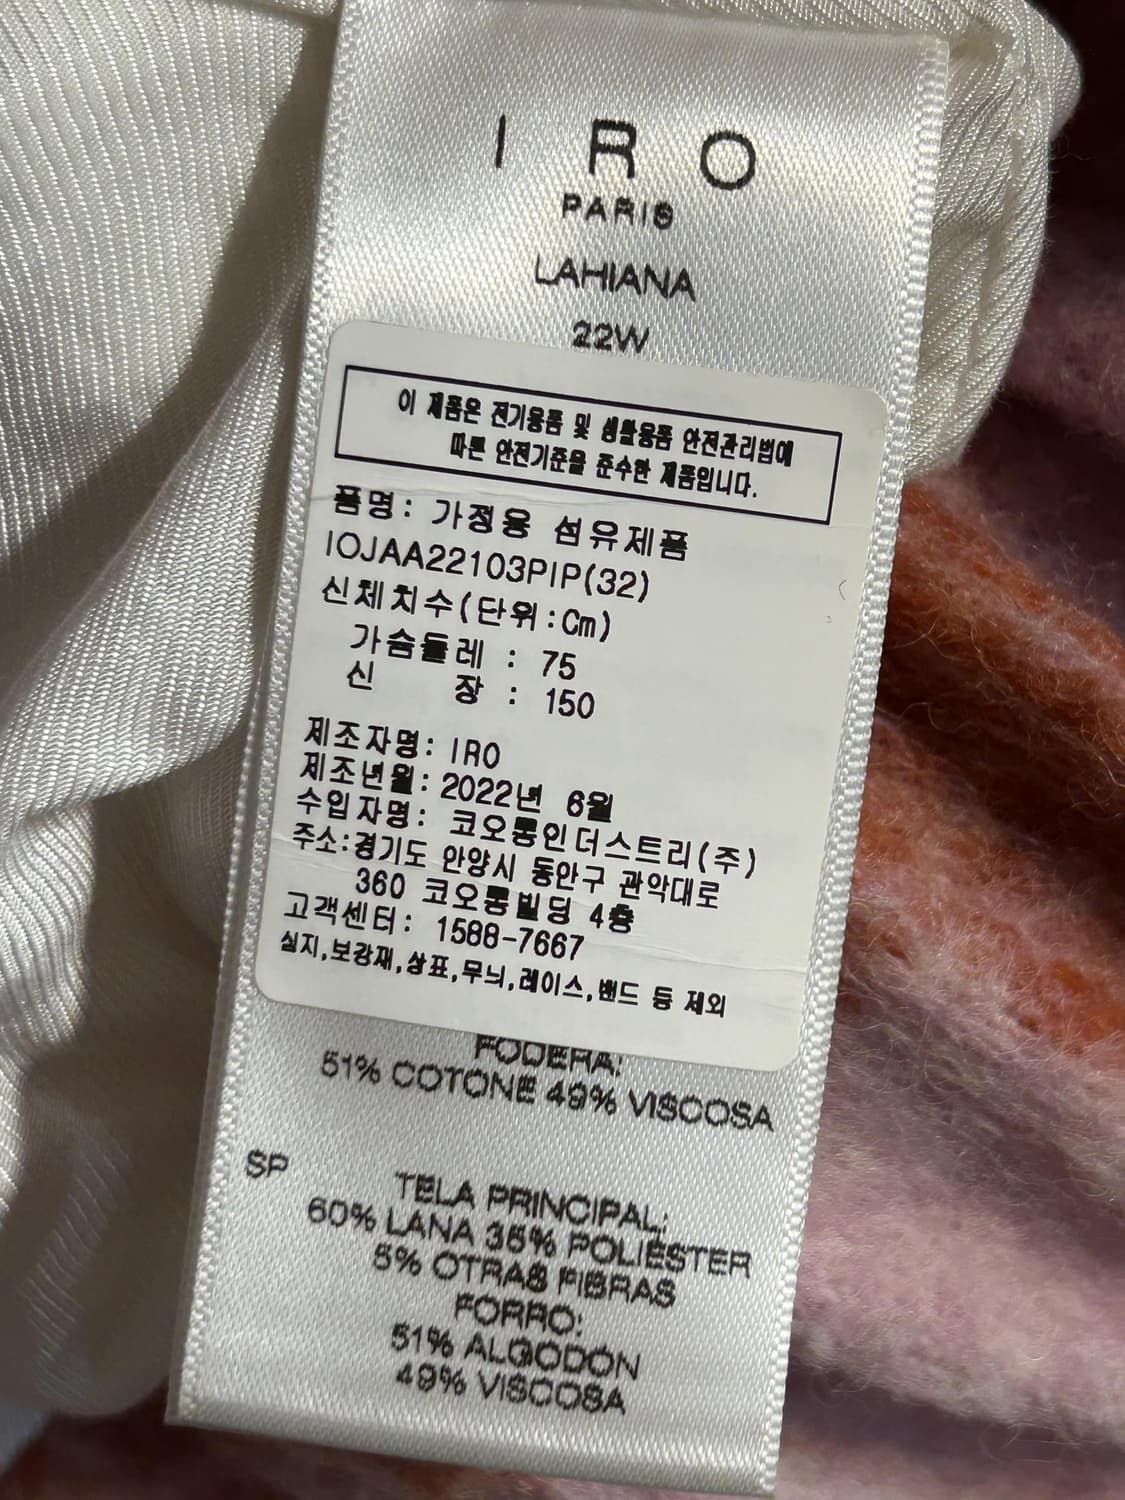 IRO
PARIS
LAHIANA
22W
이 제품은 전기용품 및 생활용품 안전관리법에
따른 안전기준을 준수한 제품입니다.
품명: 가정용 섬유제품
IOJAA22103PIP(32)
신체치수(단위:Cm)
가슴둘레 : 75
신 장 : 150
제조자명: IRO
제조년월: 2022년 6월
수입자명: 코오롱인더스트리(주)
주소:경기도 안양시 동안구 관악대로
360 코오롱빌딩 4층
고객센터: 1588-7667
심지,보강재,상표,무늬,레이스,밴드 등 제외
FODERA:
51% COTONE 49% VISCOSA
SP
TELA PRINCIPAL:
60% LANA 35% POLIÉSTER
5% OTRAS FIBRAS
FORRO:
51% ALGODÓN
49% VISCOSA